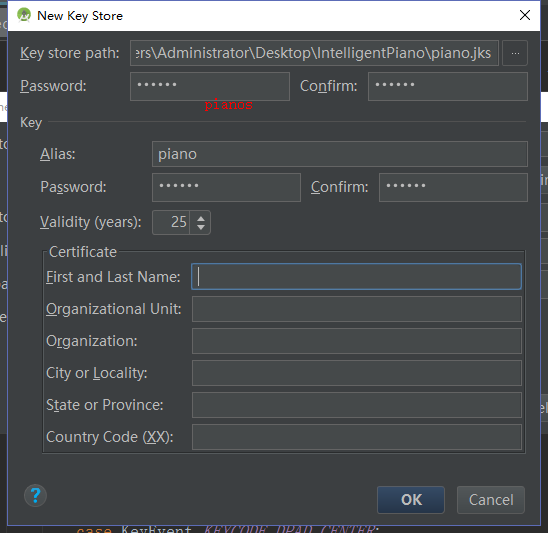 New Key Store
Key store path: ers\Administrator\Desktop\IntelligentPiano\piano.jks ...
Password: •••••• Confirm: ••••••
pianos
Key
Alias: piano
Password: •••••• Confirm: ••••••
Validity (years): 25
Certificate
First and Last Name:
Organizational Unit:
Organization:
City or Locality:
State or Province:
Country Code (XX):
? OK Cancel
case KeyEvent.KEYCODE_DPAD_CENTER: